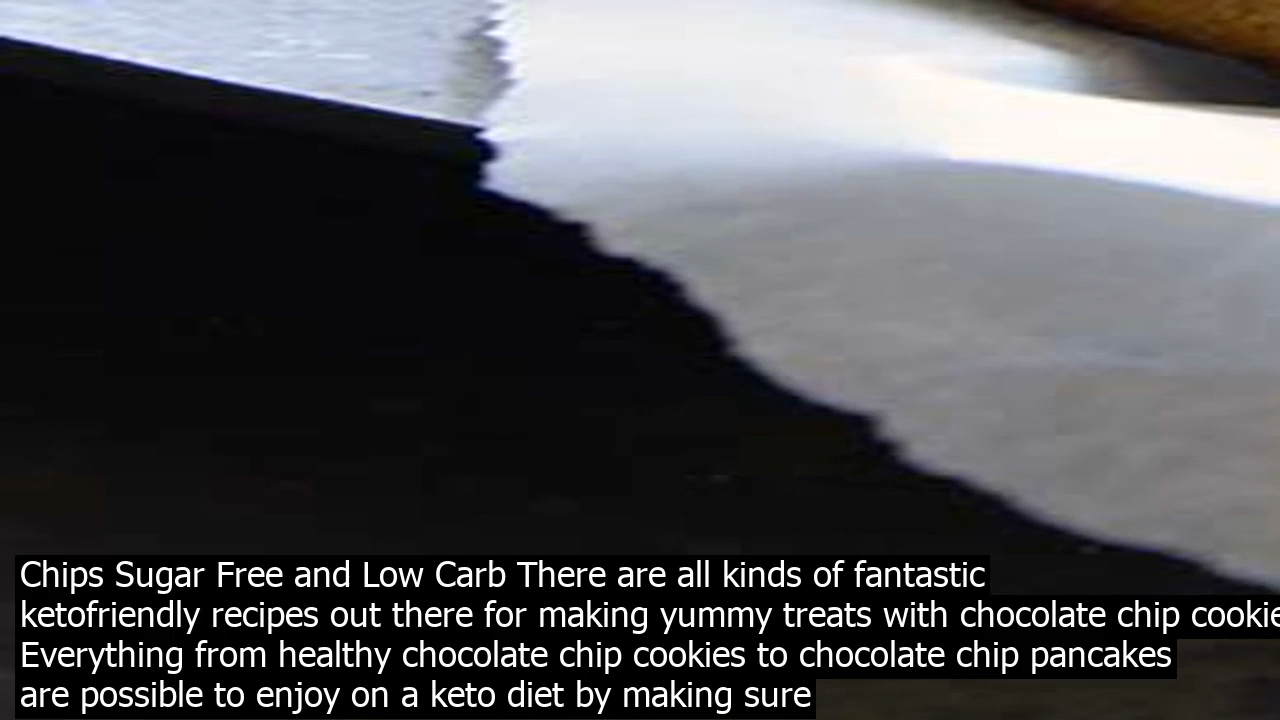 Chips Sugar Free and Low Carb There are all kinds of fantastic
ketofriendly recipes out there for making yummy treats with chocolate chip cookie
Everything from healthy chocolate chip cookies to chocolate chip pancakes
are possible to enjoy on a keto diet by making sure